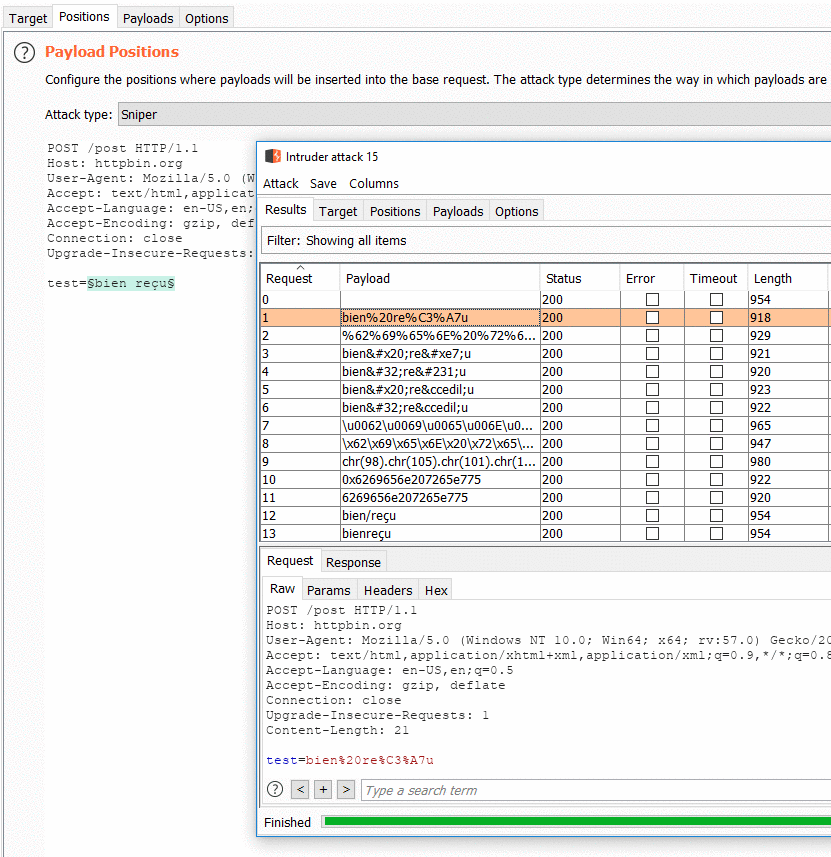 Target Positions Payloads Options
? Payload Positions
Configure the positions where payloads will be inserted into the base request. The attack type determines the way in which payloads are
Attack type: Sniper
POST /post HTTP/1.1
Host: httpbin.org
User-Agent: Mozilla/5.0 (W
Accept: text/html,applicat
Accept-Language: en-US,en;
Accept-Encoding: gzip, def
Connection: close
Upgrade-Insecure-Requests:
test=§bien reçu§
Intruder attack 15
Attack Save Columns
Results Target Positions Payloads Options
Filter: Showing all items
Request Payload Status Error Timeout Length
0 200 954
1 bien%20re%C3%A7u 200 918
2 %62%69%65%6E%20%72%6... 200 929
3 bien&#x20;re&#xe7;u 200 921
4 bien&#32;re&#231;u 200 920
5 bien&#x20;re&ccedil;u 200 923
6 bien&#32;re&ccedil;u 200 922
7 \u0062\u0069\u0065\u006E\u0... 200 965
8 \x62\x69\x65\x6E\x20\x72\x65\... 200 947
9 chr(98).chr(105).chr(101).chr(1... 200 980
10 0x6269656e207265e775 200 922
11 6269656e207265e775 200 920
12 bien/reçu 200 954
13 bienreçu 200 954
Request Response
Raw Params Headers Hex
POST /post HTTP/1.1
Host: httpbin.org
User-Agent: Mozilla/5.0 (Windows NT 10.0; Win64; x64; rv:57.0) Gecko/20
Accept: text/html,application/xhtml+xml,application/xml;q=0.9,*/*;q=0.8
Accept-Language: en-US,en;q=0.5
Accept-Encoding: gzip, deflate
Connection: close
Upgrade-Insecure-Requests: 1
Content-Length: 21
test=bien%20re%C3%A7u
? < + > Type a search term
Finished